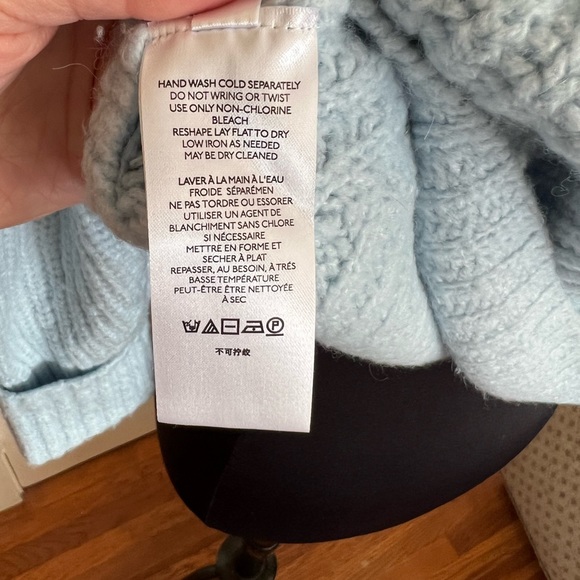 HAND WASH COLD SEPARATELY
DO NOT WRING OR TWIST
USE ONLY NON-CHLORINE
BLEACH
RESHAPE LAY FLAT TO DRY
LOW IRON AS NEEDED
MAY BE DRY CLEANED
LAVER À LA MAIN À L'EAU
FROIDE SÉPARÉMEN
NE PAS TORDRE OU ESSORER
UTILISER UN AGENT DE
BLANCHIMENT SANS CHLORE
SI NÉCESSAIRE
METTRE EN FORME ET
SECHER À PLAT
REPASSER, AU BESOIN, À TRÉS
BASSE TEMPÉRATURE
PEUT-ÊTRE ÊTRE NETTOYÉE
À SEC
P
不可拧绞